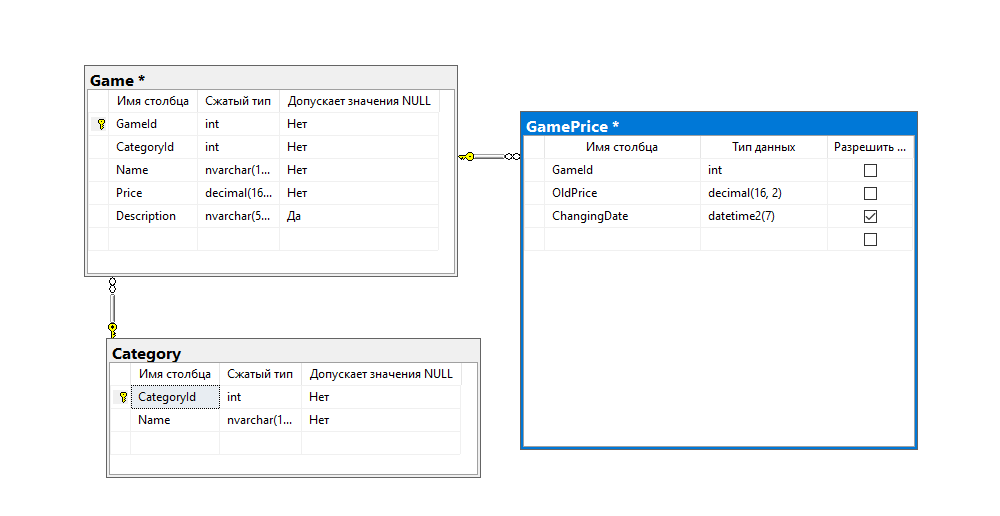 Game *
Имя столбца Сжатый тип Допускает значения NULL
GameId int Нет
CategoryId int Нет
Name nvarchar(1... Нет
Price decimal(16... Нет
Description nvarchar(5... Да
GamePrice *
Имя столбца Тип данных Разрешить ...
GameId int
OldPrice decimal(16, 2)
ChangingDate datetime2(7)
Category
Имя столбца Сжатый тип Допускает значения NULL
CategoryId int Нет
Name nvarchar(1... Нет